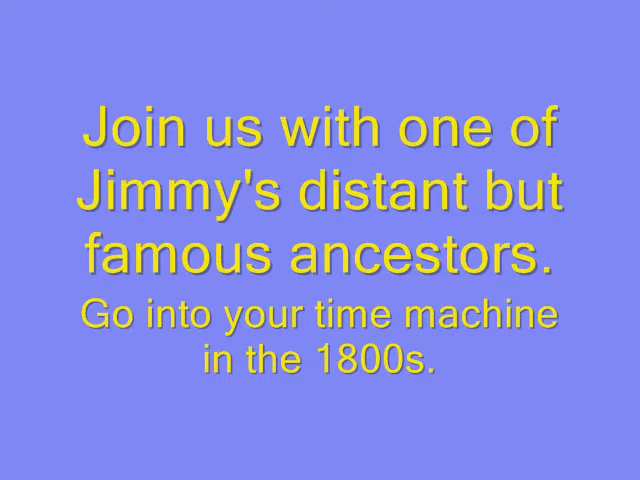 Join us with one of
Jimmy's distant but
famous ancestors.
Go into your time machine
in the 1800s.